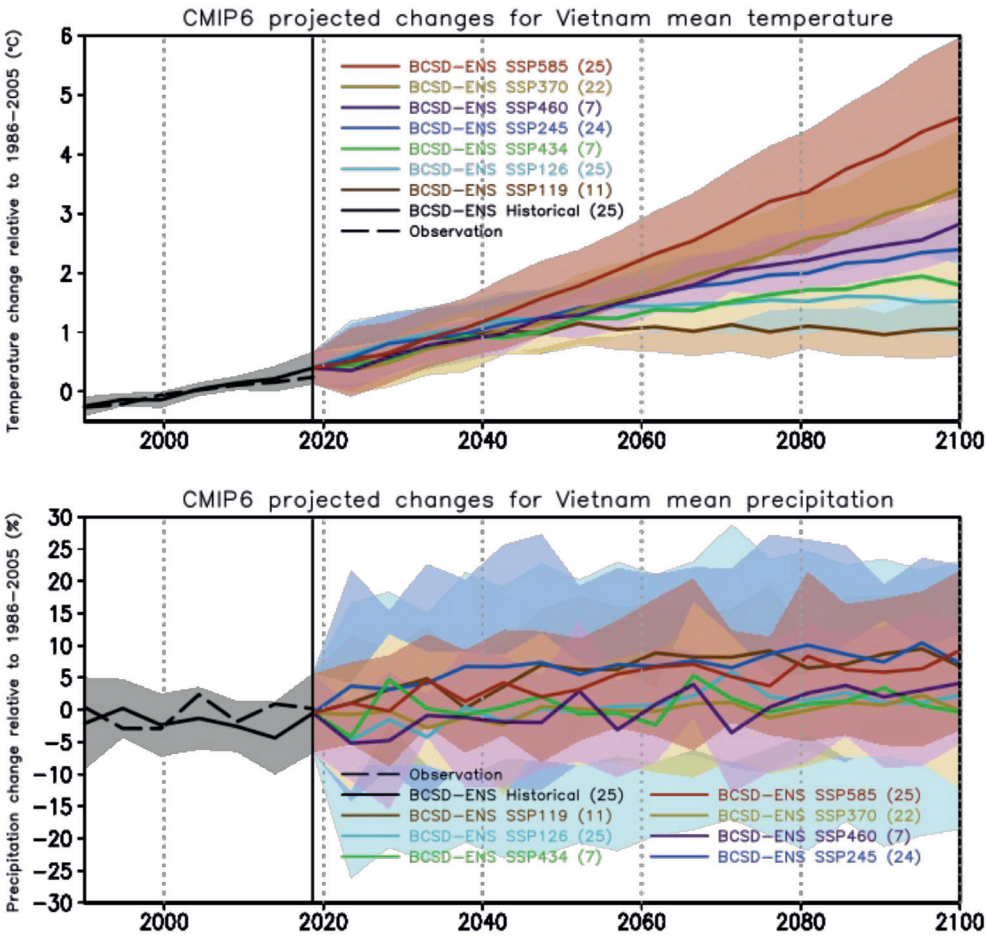 CMIP6 projected changes for Vietnam mean temperature
Temperature change relative to 1986-2005 (°C)
6
5
4
3
2
1
0
BCSD-ENS SSP585 (25)
BCSD-ENS SSP370 (22)
BCSD-ENS SSP460 (7)
BCSD-ENS SSP245 (24)
BCSD-ENS SSP434 (7)
BCSD-ENS SSP126 (25)
BCSD-ENS SSP119 (11)
BCSD-ENS Historical (25)
Observation
2000 2020 2040 2060 2080 2100
CMIP6 projected changes for Vietnam mean precipitation
Precipitation change relative to 1986-2005 (%)
30
25
20
15
10
5
0
-5
-10
-15
-20
-25
-30
Observation
BCSD-ENS Historical (25) BCSD-ENS SSP585 (25)
BCSD-ENS SSP119 (11) BCSD-ENS SSP370 (22)
BCSD-ENS SSP126 (25) BCSD-ENS SSP460 (7)
BCSD-ENS SSP434 (7) BCSD-ENS SSP245 (24)
2000 2020 2040 2060 2080 2100